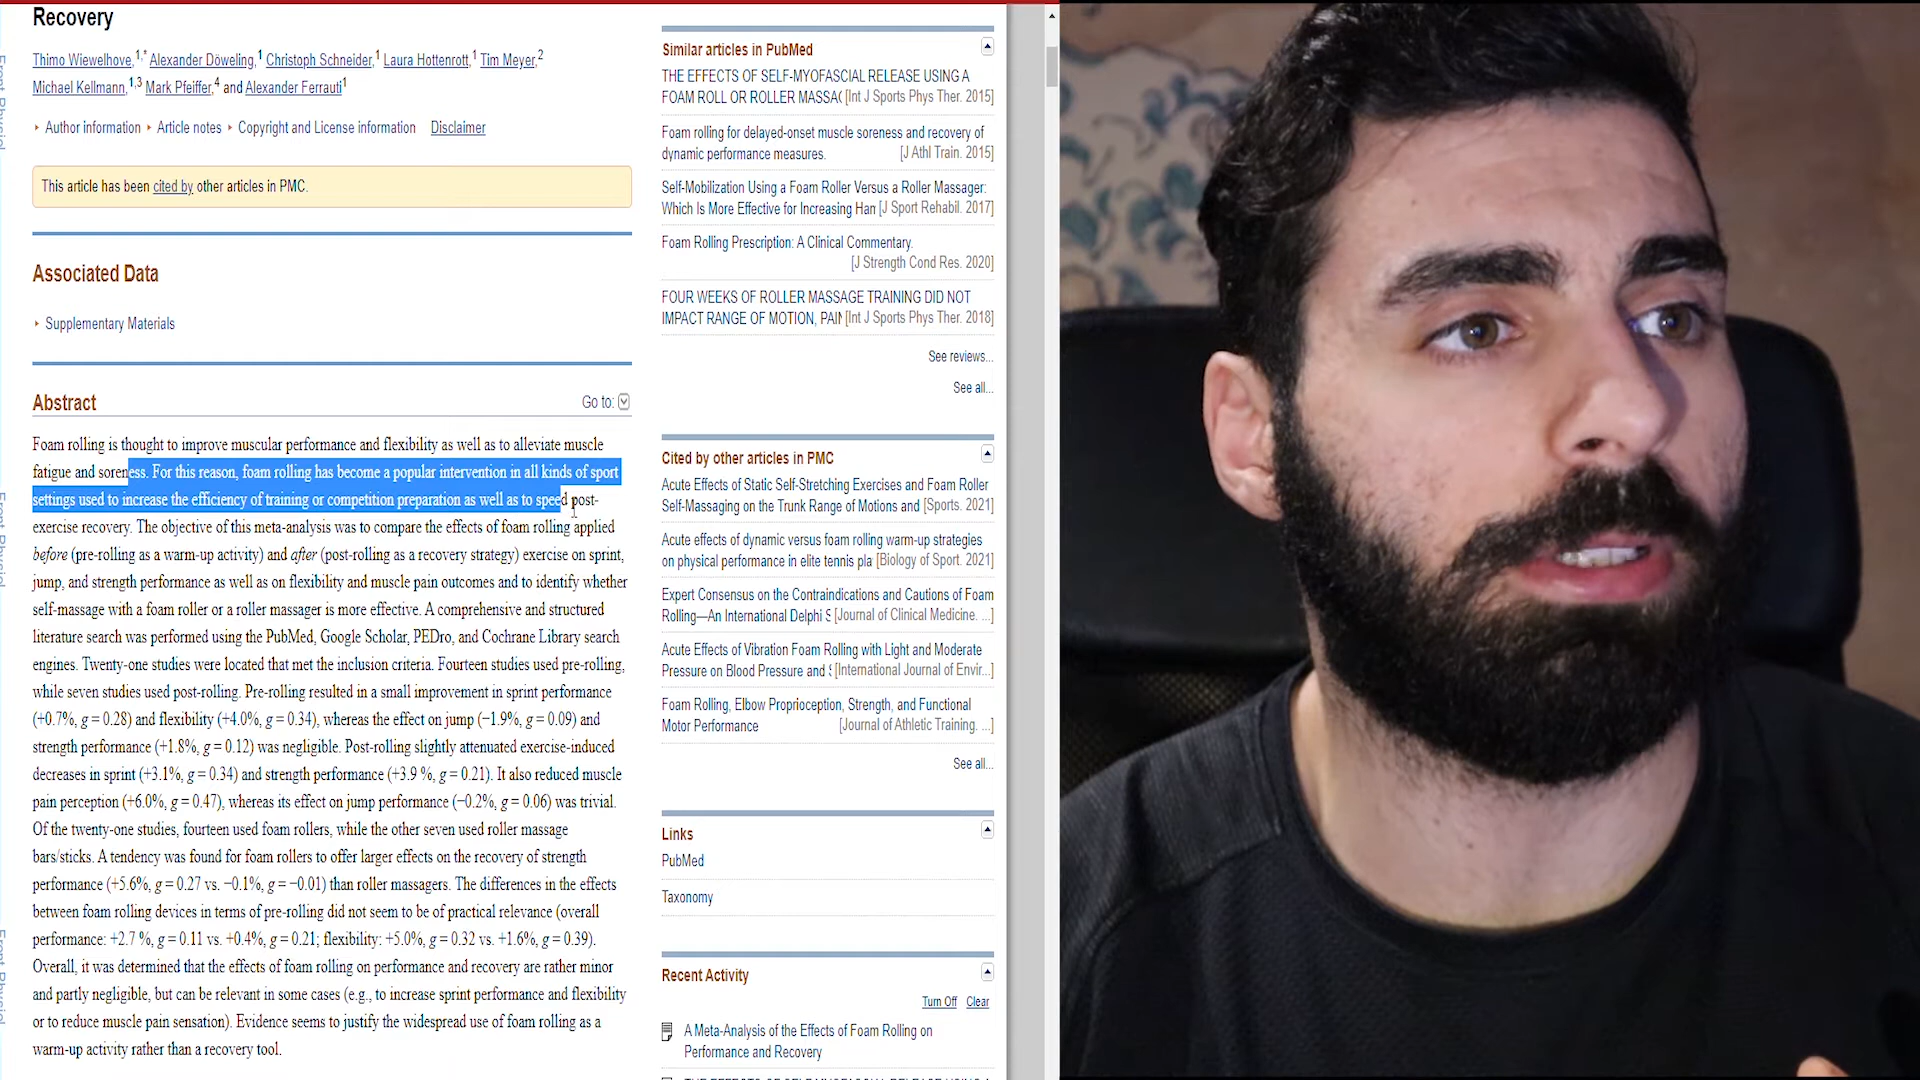 Recovery
Thimo Wiewelhove,1,* Alexander Döweling,1 Christoph Schneider,1 Laura Hottenrott,1 Tim Meyer,2
Michael Kellmann,1,3 Mark Pfeiffer,4 and Alexander Ferrauti1
Author information Article notes Copyright and License information Disclaimer
This article has been cited by other articles in PMC.
Associated Data
Supplementary Materials
Abstract
Go to:
Foam rolling is thought to improve muscular performance and flexibility as well as to alleviate muscle
fatigue and soreness. For this reason, foam rolling has become a popular intervention in all kinds of sport
settings used to increase the efficiency of training or competition preparation as well as to speed post-
exercise recovery. The objective of this meta-analysis was to compare the effects of foam rolling applied
before (pre-rolling as a warm-up activity) and after (post-rolling as a recovery strategy) exercise on sprint,
jump, and strength performance as well as on flexibility and muscle pain outcomes and to identify whether
self-massage with a foam roller or a roller massager is more effective. A comprehensive and structured
literature search was performed using the PubMed, Google Scholar, PEDro, and Cochrane Library search
engines. Twenty-one studies were located that met the inclusion criteria. Fourteen studies used pre-rolling,
while seven studies used post-rolling. Pre-rolling resulted in a small improvement in sprint performance
(+0.7%, g = 0.28) and flexibility (+4.0%, g = 0.34), whereas the effect on jump (−1.9%, g = 0.09) and
strength performance (+1.8%, g = 0.12) was negligible. Post-rolling slightly attenuated exercise-induced
decreases in sprint (+3.1%, g = 0.34) and strength performance (+3.9 %, g = 0.21). It also reduced muscle
pain perception (+6.0%, g = 0.47), whereas its effect on jump performance (−0.2%, g = 0.06) was trivial.
Of the twenty-one studies, fourteen used foam rollers, while the other seven used roller massage
bars/sticks. A tendency was found for foam rollers to offer larger effects on the recovery of strength
performance (+5.6%, g = 0.27 vs. −0.1%, g = −0.01) than roller massagers. The differences in the effects
between foam rolling devices in terms of pre-rolling did not seem to be of practical relevance (overall
performance: +2.7 %, g = 0.11 vs. +0.4%, g = 0.21; flexibility: +5.0%, g = 0.32 vs. +1.6%, g = 0.39).
Overall, it was determined that the effects of foam rolling on performance and recovery are rather minor
and partly negligible, but can be relevant in some cases (e.g., to increase sprint performance and flexibility
or to reduce muscle pain sensation). Evidence seems to justify the widespread use of foam rolling as a
warm-up activity rather than a recovery tool.
Similar articles in PubMed
THE EFFECTS OF SELF-MYOFASCIAL RELEASE USING A
FOAM ROLL OR ROLLER MASSA [Int J Sports Phys Ther. 2015]
Foam rolling for delayed-onset muscle soreness and recovery of
dynamic performance measures. [J Athl Train. 2015]
Self-Mobilization Using a Foam Roller Versus a Roller Massager:
Which Is More Effective for Increasing Han [J Sport Rehabil. 2017]
Foam Rolling Prescription: A Clinical Commentary.
[J Strength Cond Res. 2020]
FOUR WEEKS OF ROLLER MASSAGE TRAINING DID NOT
IMPACT RANGE OF MOTION, PAIN [Int J Sports Phys Ther. 2018]
See reviews...
See all...
Cited by other articles in PMC
Acute Effects of Static Self-Stretching Exercises and Foam Roller
Self-Massaging on the Trunk Range of Motions and [Sports. 2021]
Acute effects of dynamic versus foam rolling warm-up strategies
on physical performance in elite tennis pla [Biology of Sport. 2021]
Expert Consensus on the Contraindications and Cautions of Foam
Rolling—An International Delphi S [Journal of Clinical Medicine. ...]
Acute Effects of Vibration Foam Rolling with Light and Moderate
Pressure on Blood Pressure and [International Journal of Envir...]
Foam Rolling, Elbow Proprioception, Strength, and Functional
Motor Performance [Journal of Athletic Training. ...]
See all...
Links
PubMed
Taxonomy
Recent Activity
Turn Off Clear
A Meta-Analysis of the Effects of Foam Rolling on
Performance and Recovery